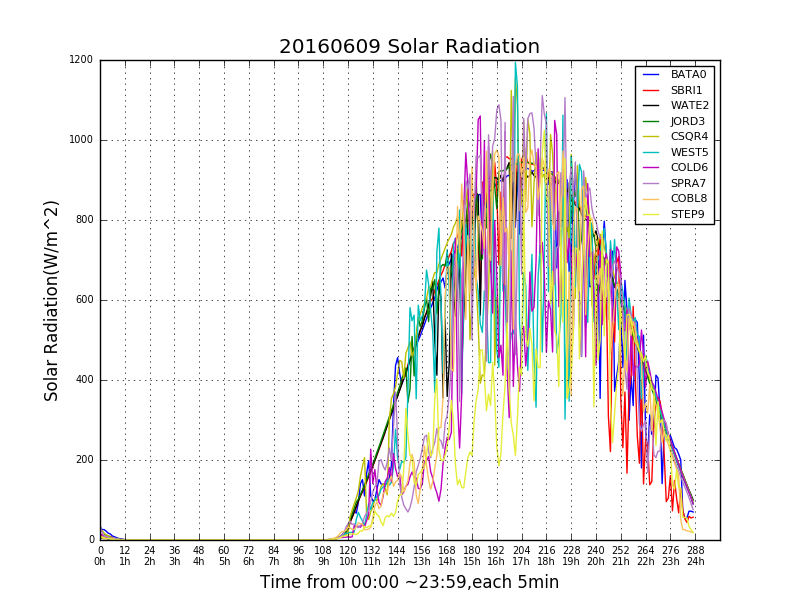 20160609 Solar Radiation
1200
1000
800
600
400
200
0
Solar Radiation(W/m^2)
BATA0
SBRI1
WATE2
JORD3
CSQR4
WEST5
COLD6
SPRA7
COBL8
STEP9
0 12 24 36 48 60 72 84 96 108 120 132 144 156 168 180 192 204 216 228 240 252 264 276 288
0h 1h 2h 3h 4h 5h 6h 7h 8h 9h 10h 11h 12h 13h 14h 15h 16h 17h 18h 19h 20h 21h 22h 23h 24h
Time from 00:00 ~23:59,each 5min